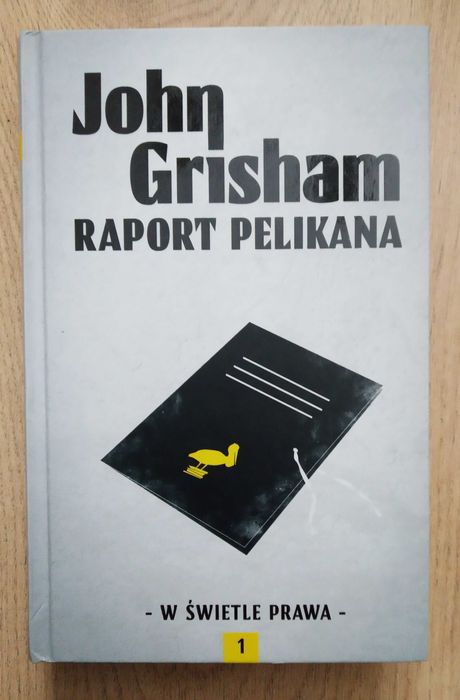 John
Grisham
RAPORT PELIKANA
- W ŚWIETLE PRAWA -
1